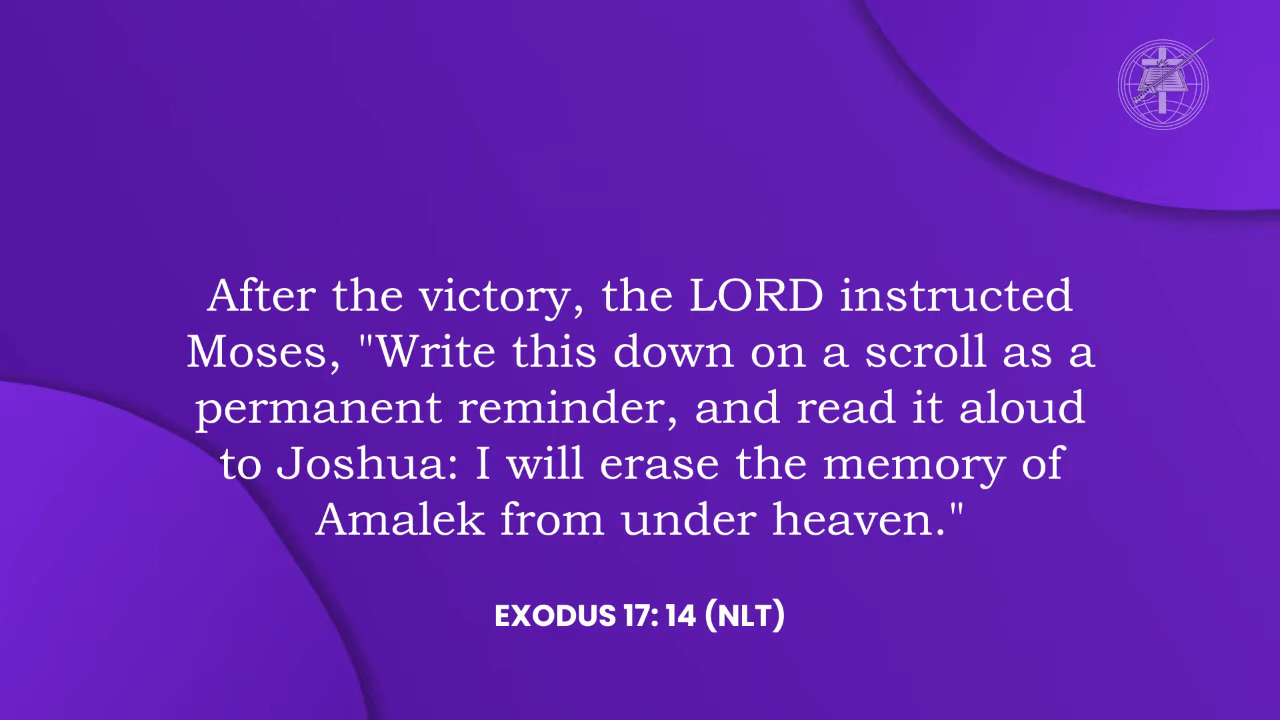 After the victory, the LORD instructed
Moses, "Write this down on a scroll as a
permanent reminder, and read it aloud
to Joshua: I will erase the memory of
Amalek from under heaven."
EXODUS 17: 14 (NLT)